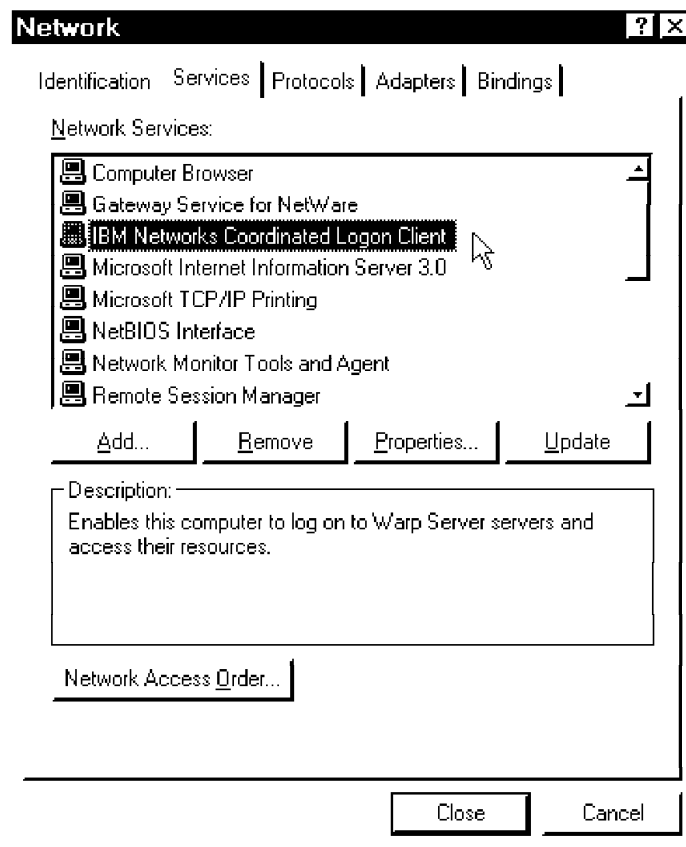 Network
Identification Services Protocols Adapters Bindings
Network Services:
Computer Browser
Gateway Service for NetWare
IBM Networks Coordinated Logon Client
Microsoft Internet Information Server 3.0
Microsoft TCP/IP Printing
NetBIOS Interface
Network Monitor Tools and Agent
Remote Session Manager
Add... Remove Properties... Update
Description:
Enables this computer to log on to Warp Server servers and
access their resources.
Network Access Order...
Close Cancel